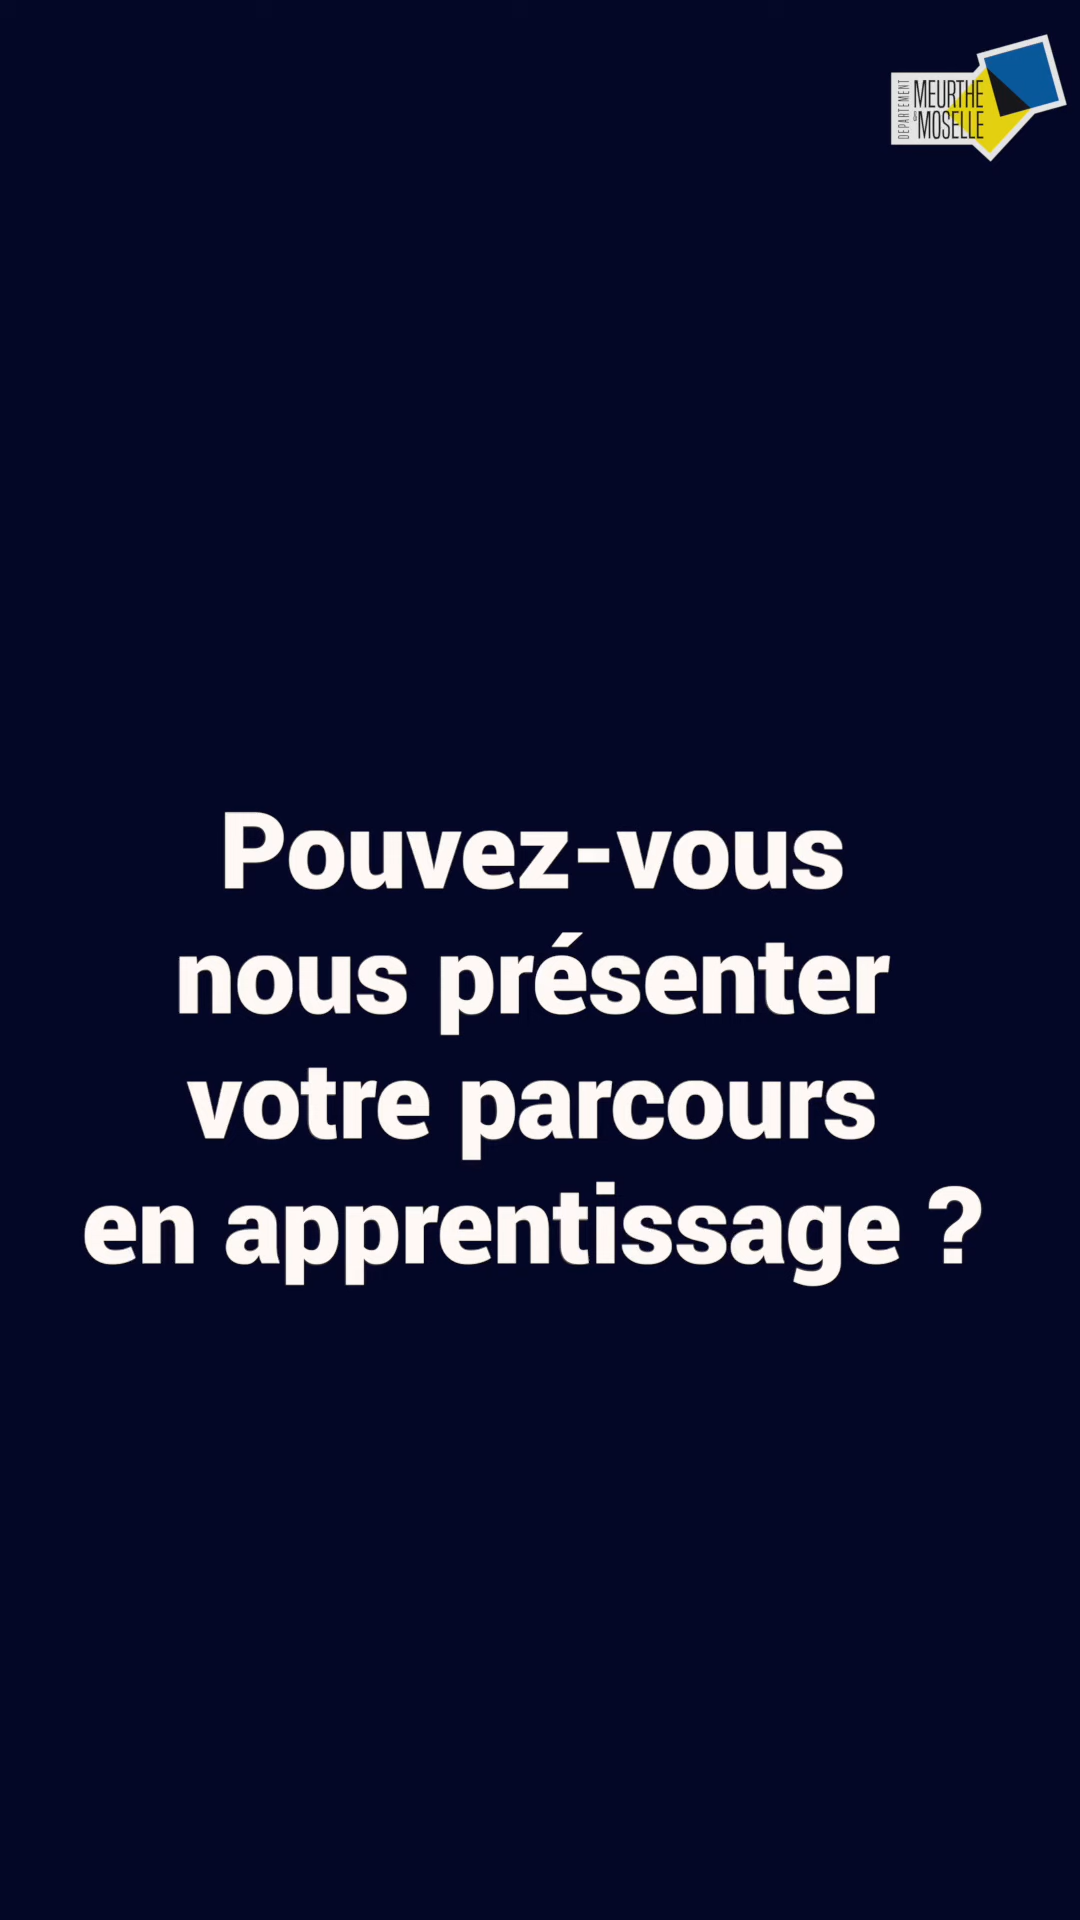 DÉPARTEMENT
MEURTHE
& MOSELLE
Pouvez-vous
nous présenter
votre parcours
en apprentissage ?